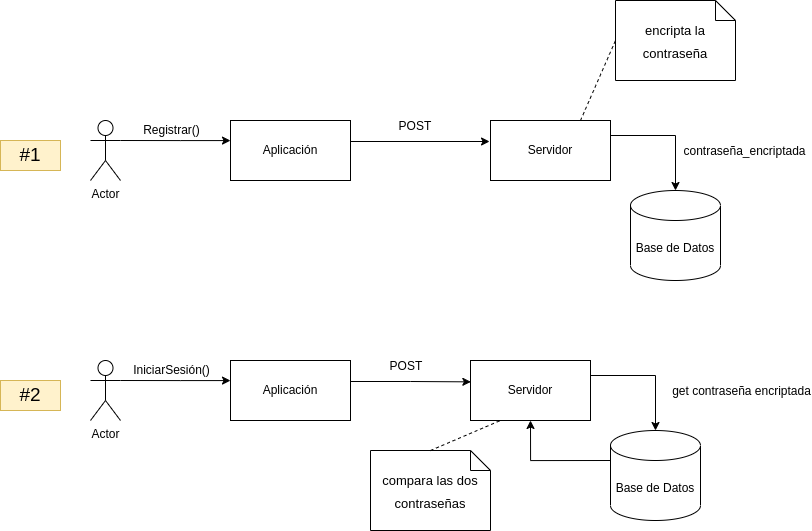 encripta la
contraseña
#1
Registrar()
Aplicación
POST
Servidor
contraseña_encriptada
Actor
Base de Datos
#2
IniciarSesión()
Aplicación
POST
Servidor
get contraseña encriptada
Actor
compara las dos
contraseñas
Base de Datos